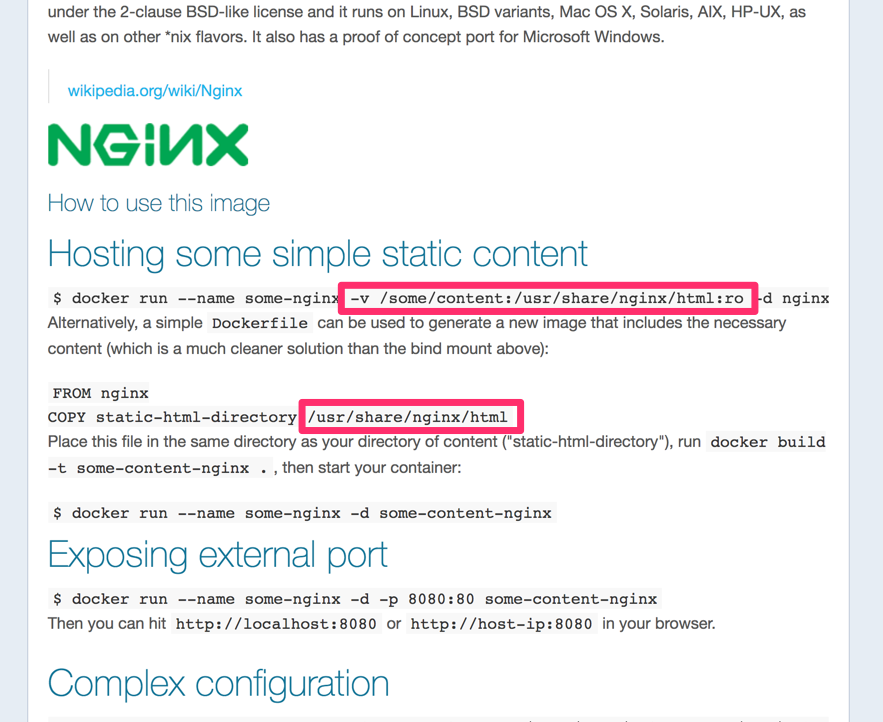 under the 2-clause BSD-like license and it runs on Linux, BSD variants, Mac OS X, Solaris, AIX, HP-UX, as
well as on other *nix flavors. It also has a proof of concept port for Microsoft Windows.
wikipedia.org/wiki/Nginx
NGiNX
How to use this image
Hosting some simple static content
$ docker run --name some-nginx -v /some/content:/usr/share/nginx/html:ro -d nginx
Alternatively, a simple Dockerfile can be used to generate a new image that includes the necessary
content (which is a much cleaner solution than the bind mount above):
FROM nginx
COPY static-html-directory /usr/share/nginx/html
Place this file in the same directory as your directory of content ("static-html-directory"), run docker build
-t some-content-nginx . , then start your container:
$ docker run --name some-nginx -d some-content-nginx
Exposing external port
$ docker run --name some-nginx -d -p 8080:80 some-content-nginx
Then you can hit http://localhost:8080 or http://host-ip:8080 in your browser.
Complex configuration